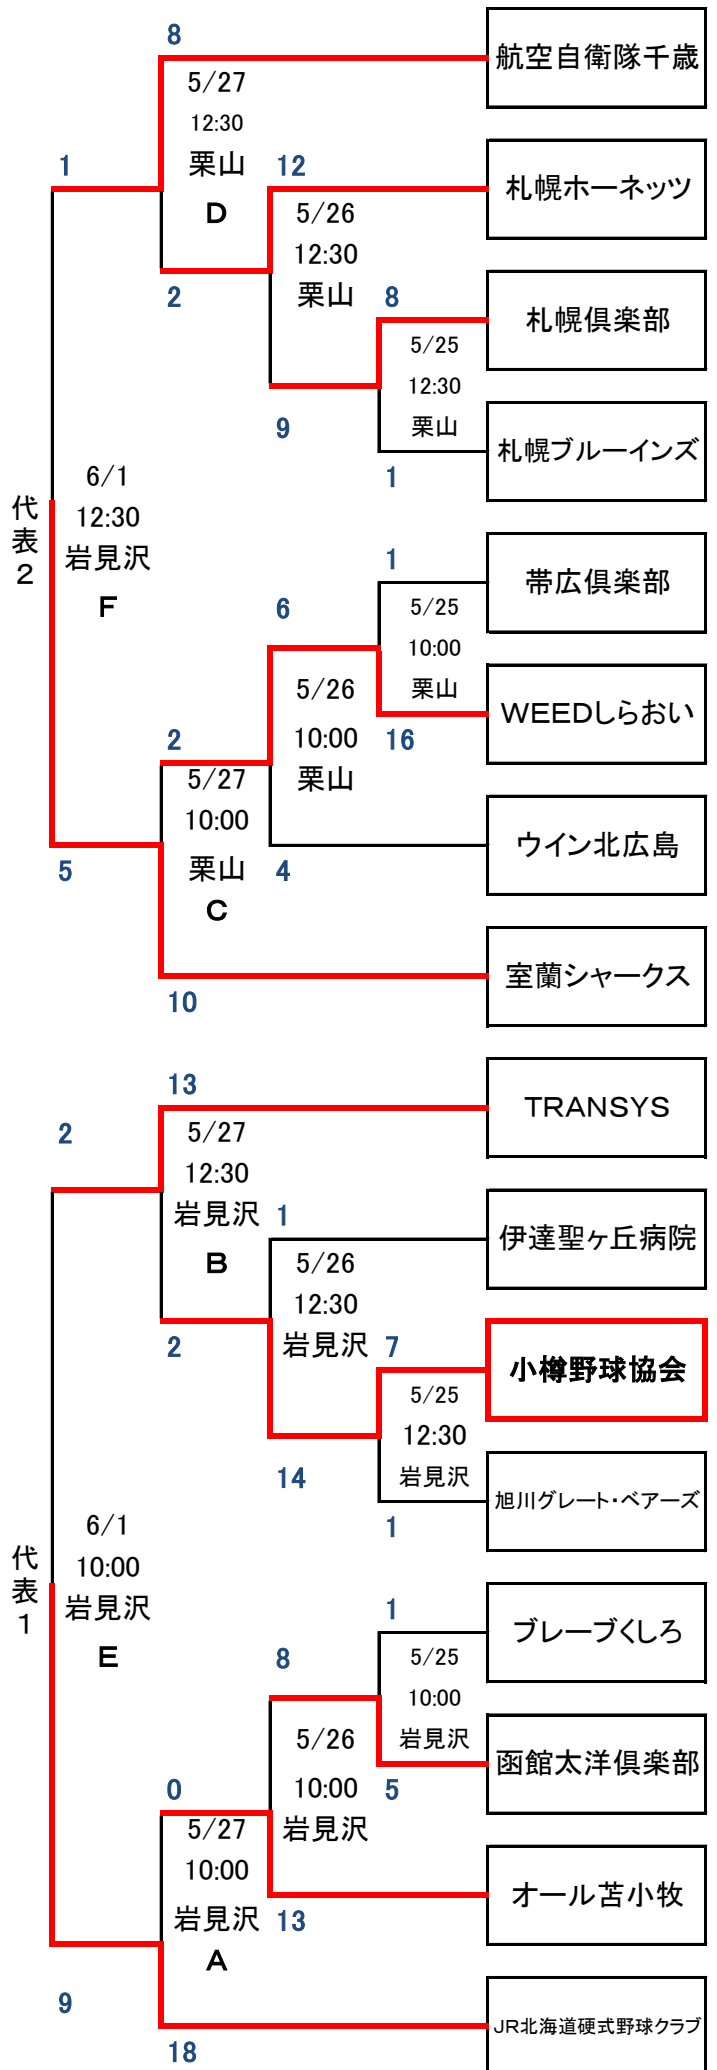 8
航空自衛隊千歳
5/27
12:30
栗山
D
1
12
札幌ホーネッツ
5/26
12:30
栗山
2
8
札幌倶楽部
5/25
12:30
栗山
9
札幌ブルーインズ
1
6/1
12:30
岩見沢
F
代表2
1
帯広倶楽部
6
5/25
10:00
栗山
5/26
10:00
栗山
WEEDしらおい
16
2
5/27
10:00
栗山
C
5
4
ウイン北広島
室蘭シャークス
10
13
TRANSYS
2
5/27
12:30
岩見沢
B
1
伊達聖ヶ丘病院
5/26
12:30
岩見沢
2
7
小樽野球協会
5/25
12:30
岩見沢
14
旭川グレート・ベアーズ
1
6/1
10:00
岩見沢
E
代表1
1
ブレーブくしろ
8
5/25
10:00
岩見沢
5/26
10:00
岩見沢
函館太洋倶楽部
5
0
5/27
10:00
岩見沢
A
13
オール苫小牧
9
JR北海道硬式野球クラブ
18